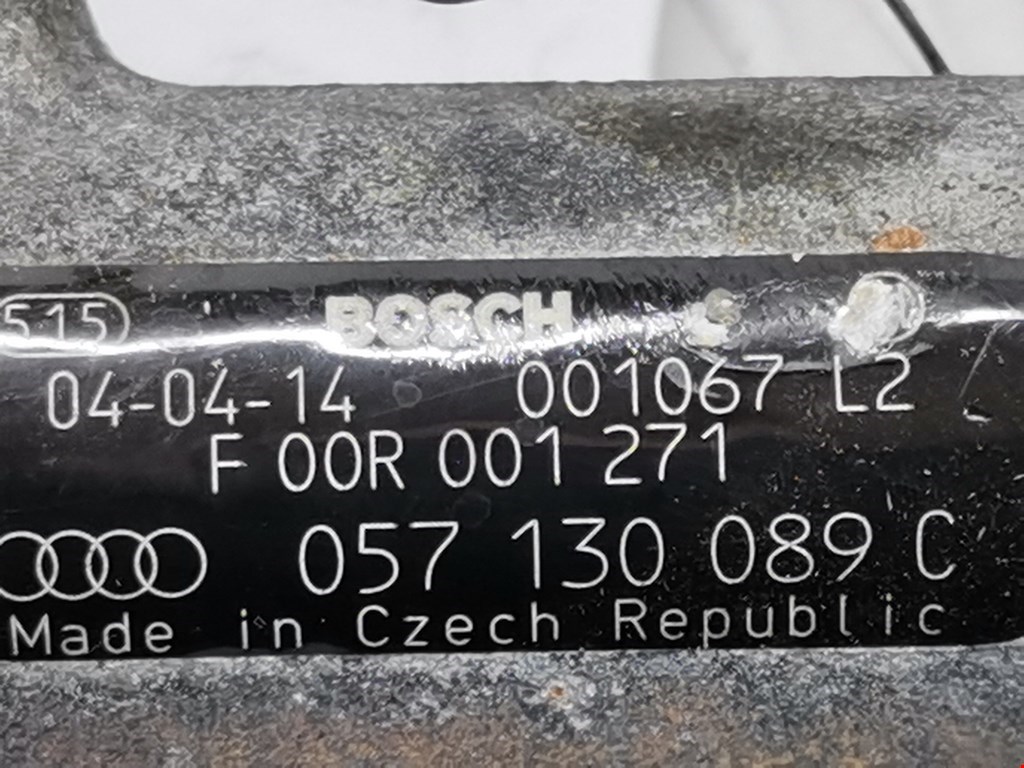 515 BOSCH
04-04-14 001067 L2
F 00R 001 271
057 130 089 C
Made in Czech Republic